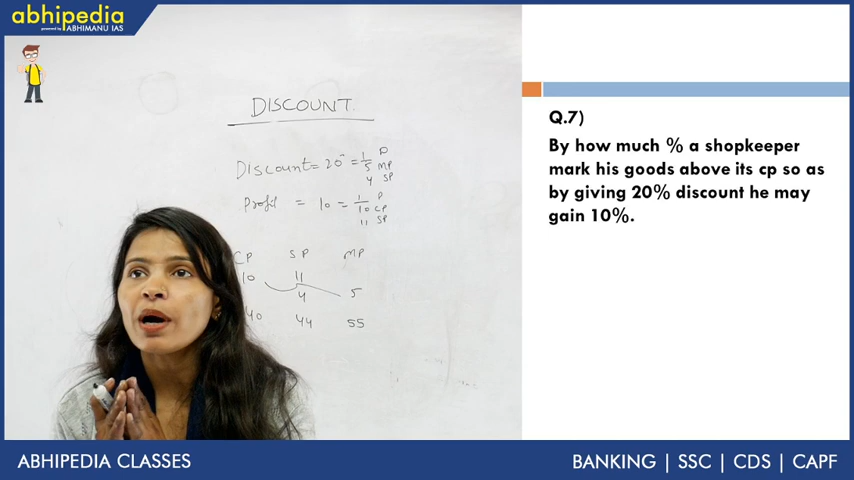 abhipedia
powered by ABHIMANU IAS
DISCOUNT.
Discount = 20 = 1/5 D
MP
4 SP
Profit = 10 = 1/10 P
CP
11 SP
CP SP MP
10 11
4 5
40 44 55
Q.7)
By how much % a shopkeeper
mark his goods above its cp so as
by giving 20% discount he may
gain 10%.
ABHIPEDIA CLASSES
BANKING | SSC | CDS | CAPF